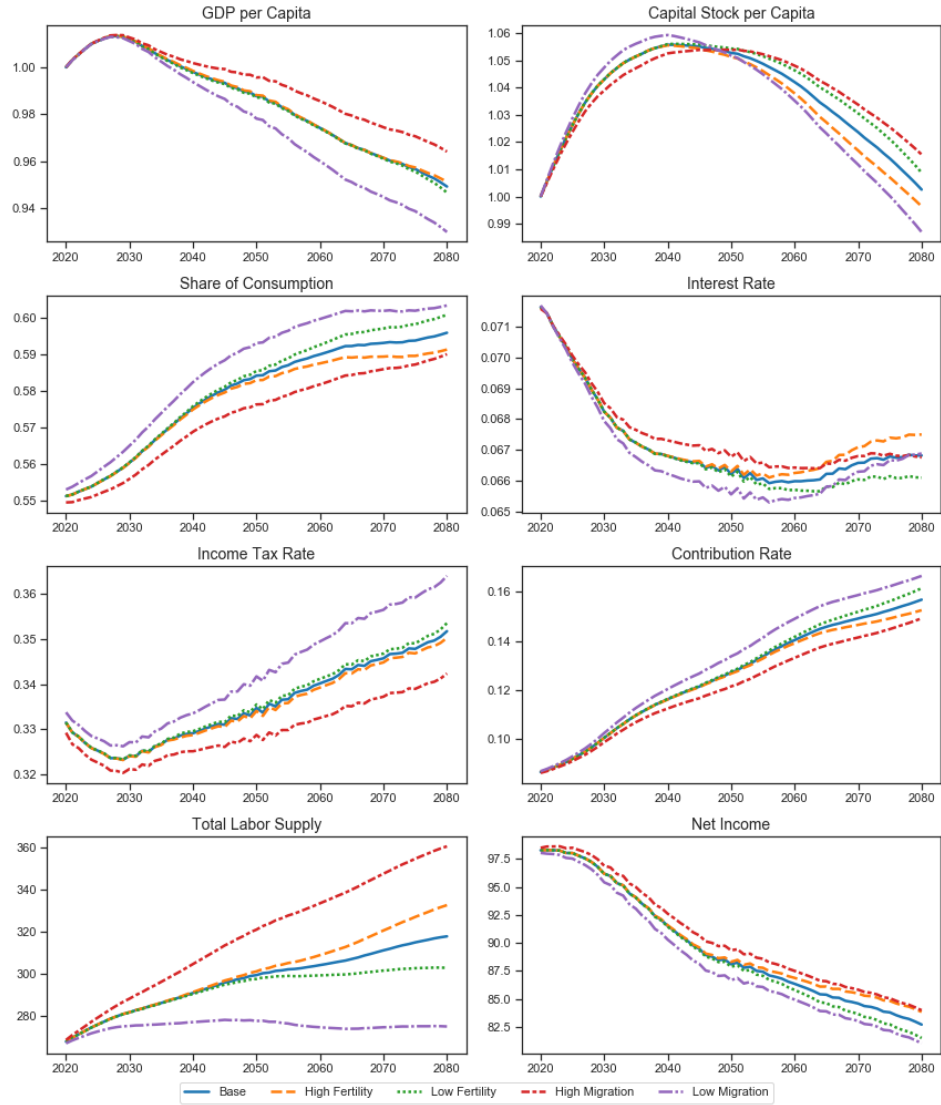 GDP per Capita
1.00
0.98
0.96
0.94
2020 2030 2040 2050 2060 2070 2080
Capital Stock per Capita
1.06
1.05
1.04
1.03
1.02
1.01
1.00
0.99
2020 2030 2040 2050 2060 2070 2080
Share of Consumption
0.60
0.59
0.58
0.57
0.56
0.55
2020 2030 2040 2050 2060 2070 2080
Interest Rate
0.071
0.070
0.069
0.068
0.067
0.066
0.065
2020 2030 2040 2050 2060 2070 2080
Income Tax Rate
0.36
0.35
0.34
0.33
0.32
2020 2030 2040 2050 2060 2070 2080
Contribution Rate
0.16
0.14
0.12
0.10
2020 2030 2040 2050 2060 2070 2080
Total Labor Supply
360
340
320
300
280
2020 2030 2040 2050 2060 2070 2080
Net Income
97.5
95.0
92.5
90.0
87.5
85.0
82.5
2020 2030 2040 2050 2060 2070 2080
Base High Fertility Low Fertility High Migration Low Migration